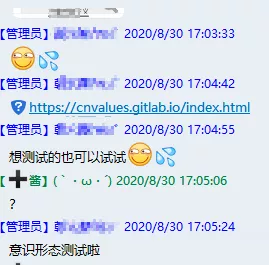 【管理员】 2020/8/30 17:03:33
【管理员】 2020/8/30 17:04:42
https://cnvalues.gitlab.io/index.html
【管理员】 2020/8/30 17:04:55
想测试的也可以试试
【➕酱】(｀･ω･´) 2020/8/30 17:05:06
？
【管理员】 2020/8/30 17:05:24
意识形态测试啦